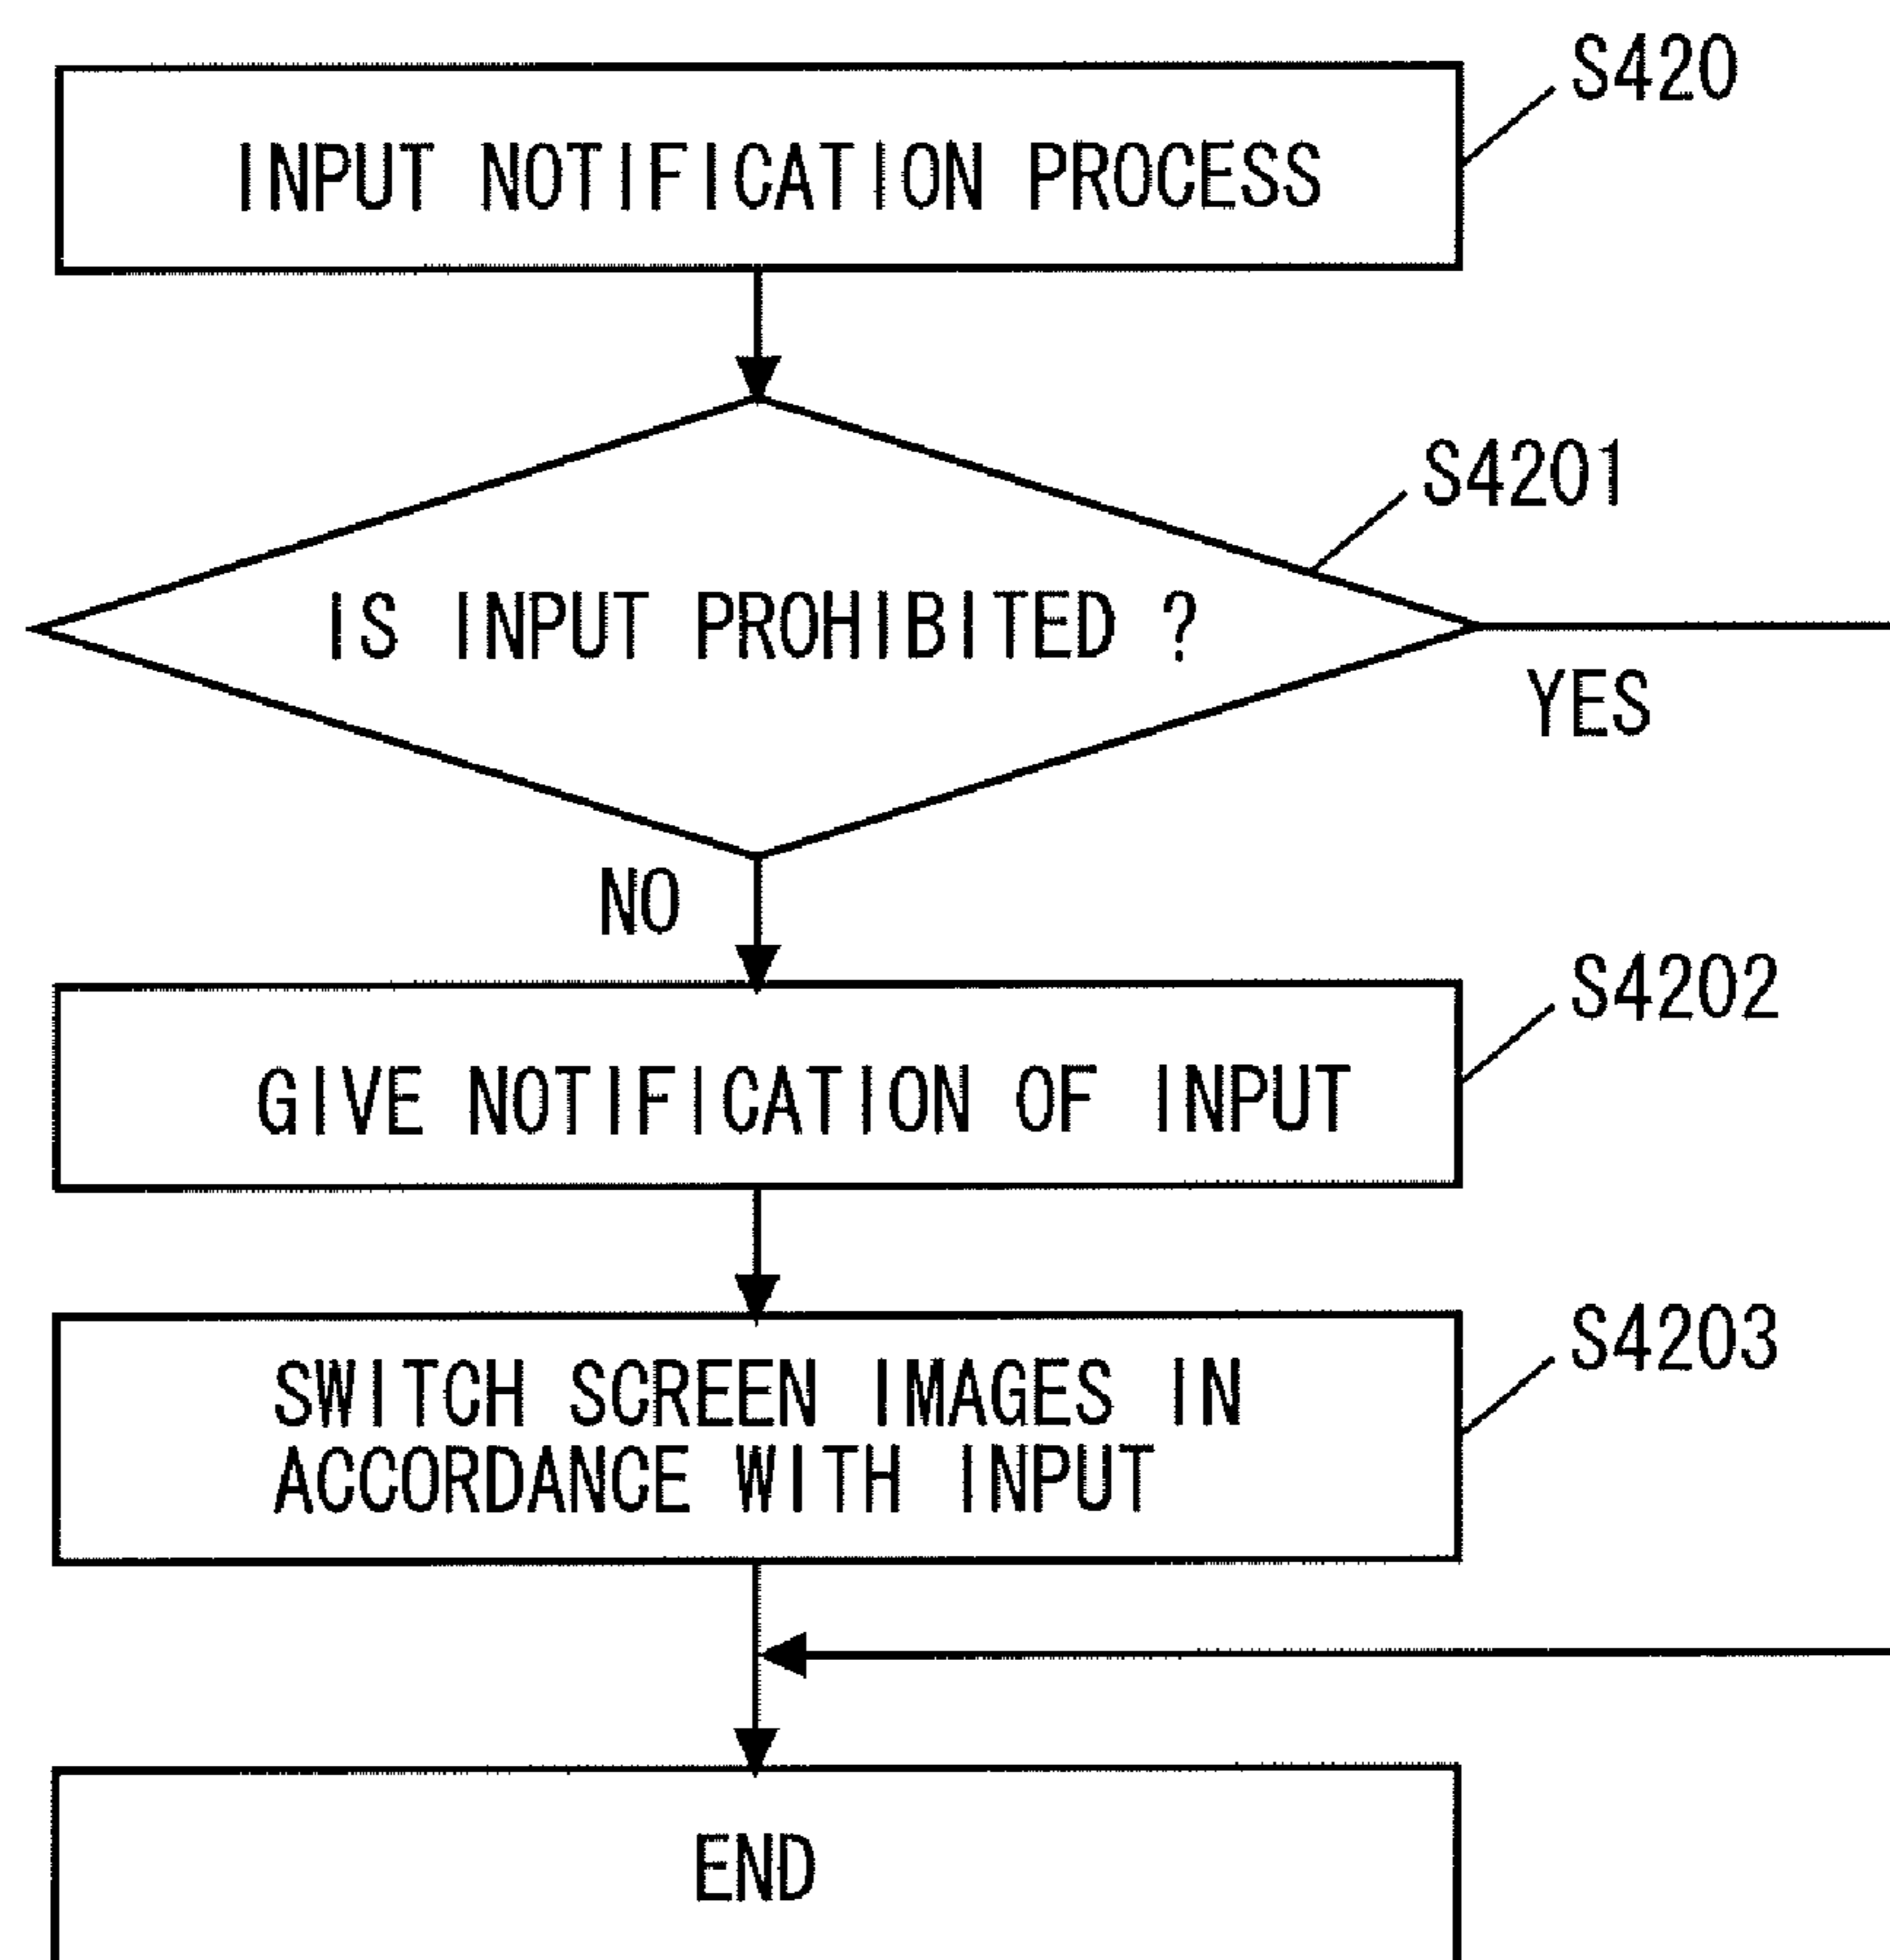 S420
INPUT NOTIFICATION PROCESS
S4201
IS INPUT PROHIBITED ?
YES
NO
S4202
GIVE NOTIFICATION OF INPUT
S4203
SWITCH SCREEN IMAGES IN
ACCORDANCE WITH INPUT
END